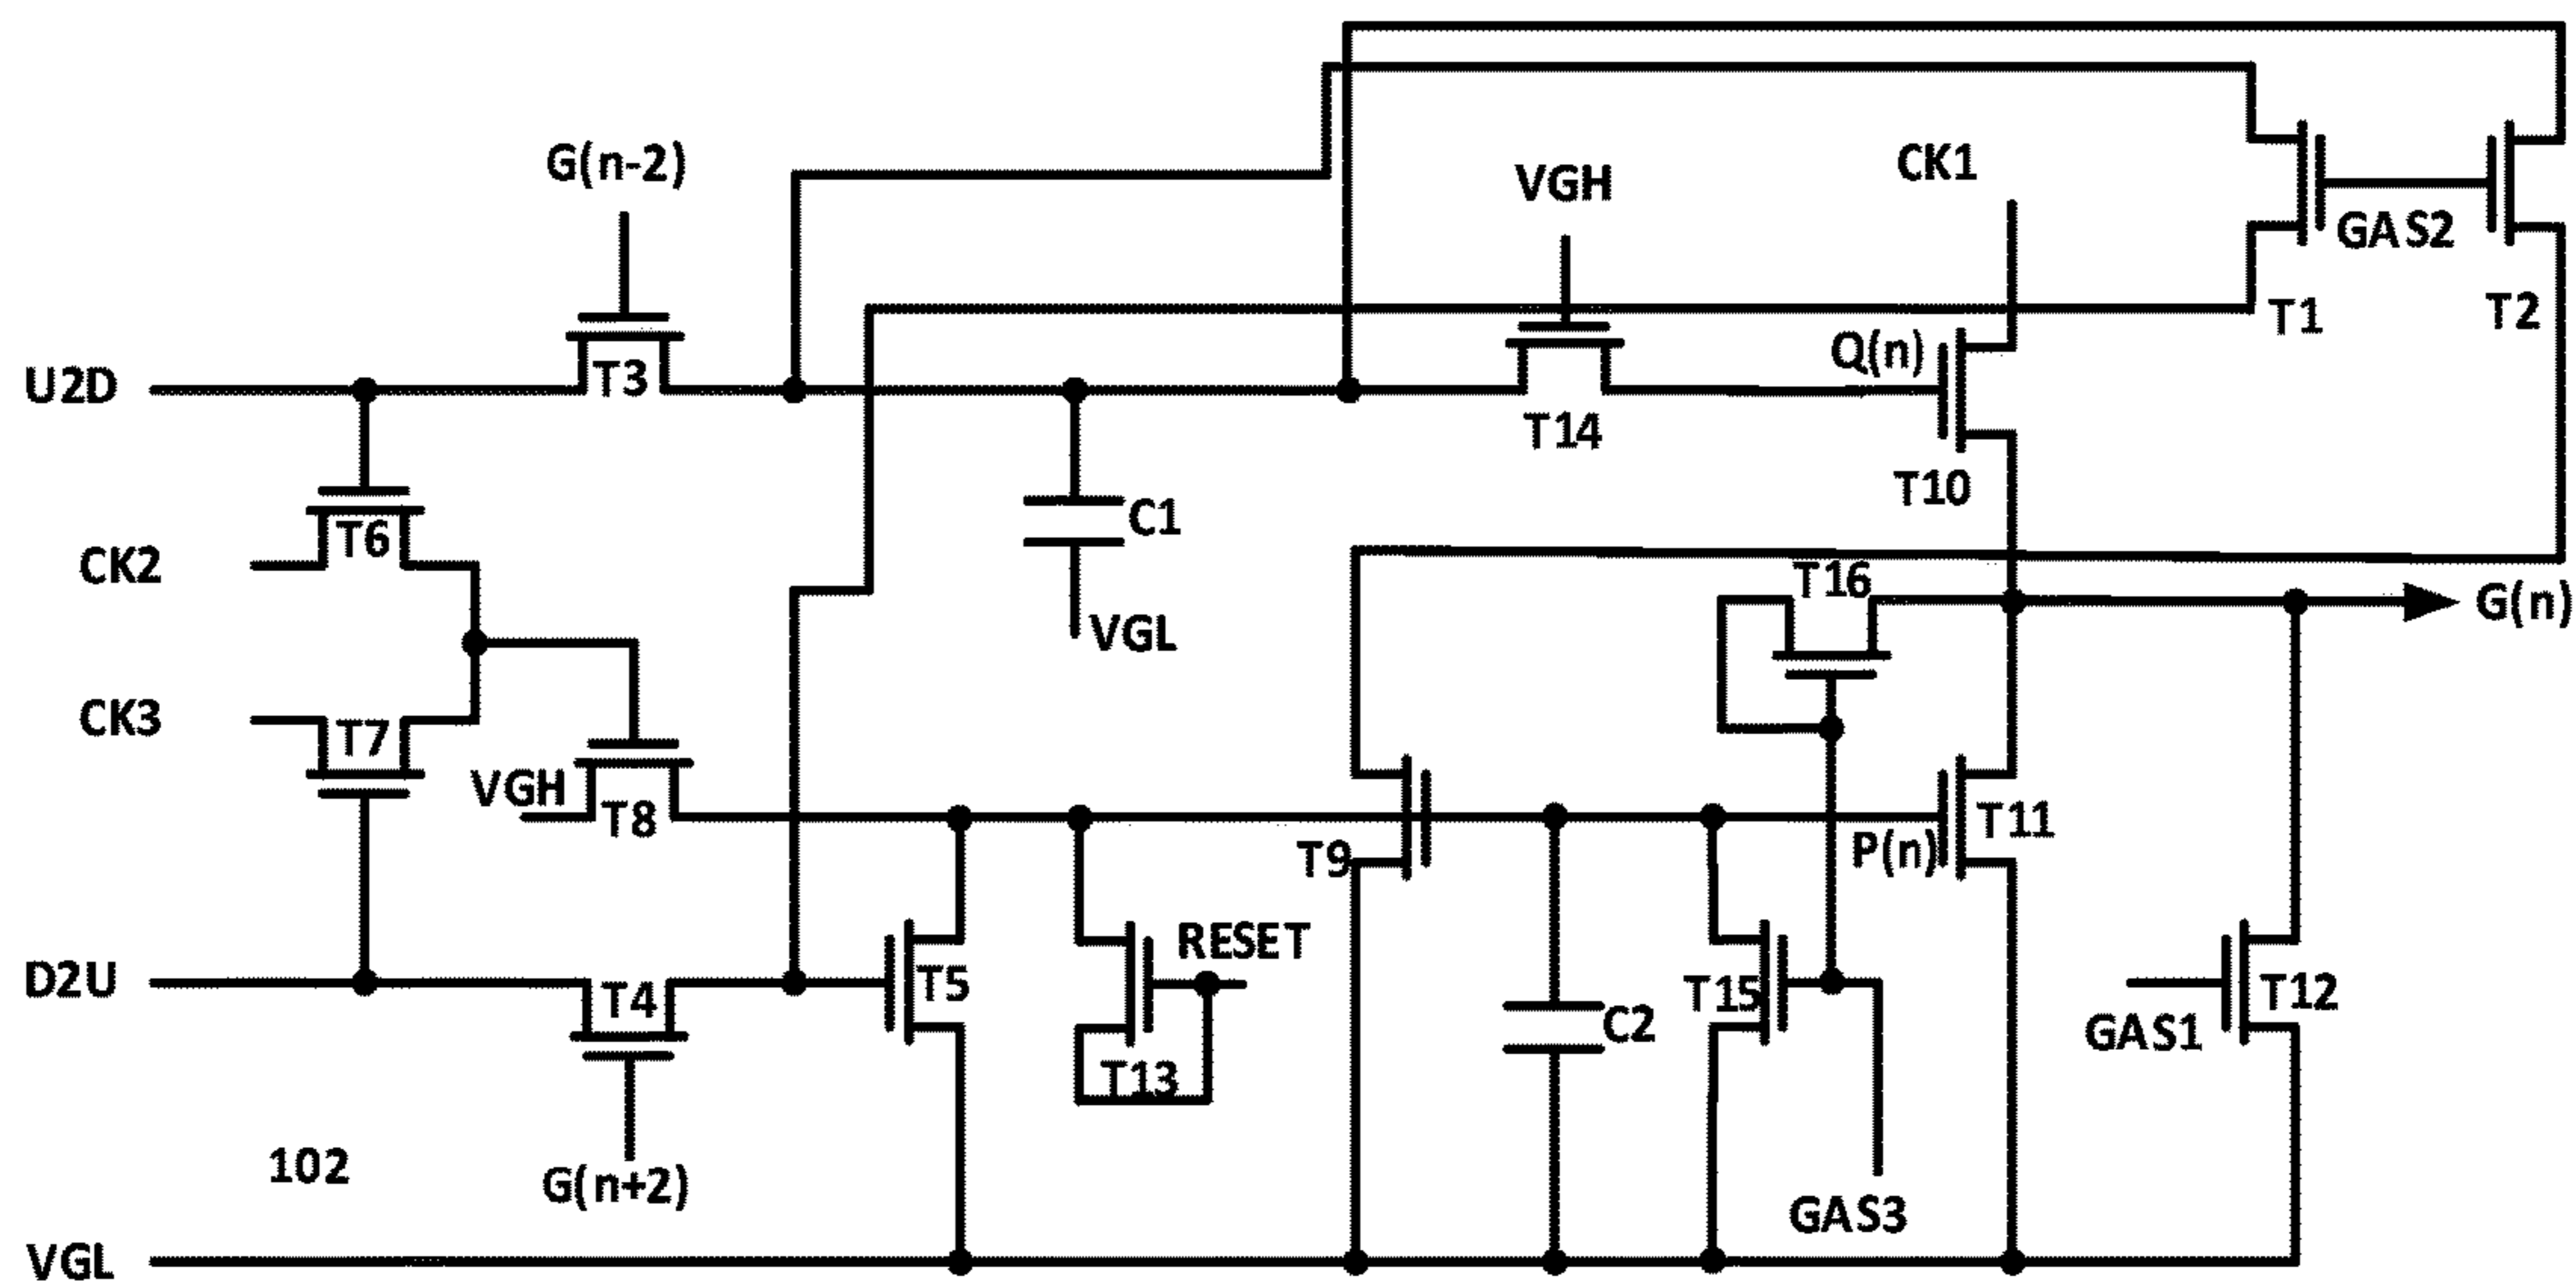 G(n-2)
VGH
CK1
GAS2
T1
T2
U2D
T3
Q(n)
T14
T10
CK2
T6
C1
VGL
T16
G(n)
CK3
T7
VGH
T8
T9
P(n)
T11
D2U
T4
T5
RESET
T13
C2
T15
GAS1
T12
102
G(n+2)
GAS3
VGL